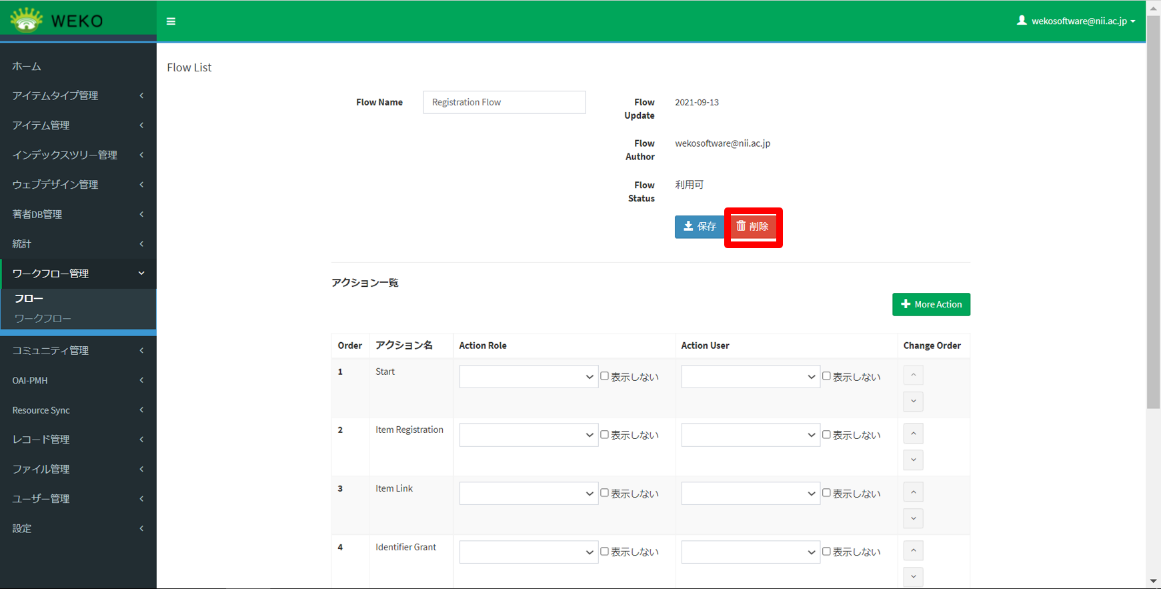 WEKO
wekosoftware@nii.ac.jp
ホーム
アイテムタイプ管理
アイテム管理
インデックスツリー管理
ウェブデザイン管理
著者DB管理
統計
ワークフロー管理
フロー
ワークフロー
コミュニティ管理
OAI-PMH
Resource Sync
レコード管理
ファイル管理
ユーザー管理
設定
Flow List
Flow Name Registration Flow
Flow Update 2021-09-13
Flow Author wekosoftware@nii.ac.jp
Flow Status 利用可
保存 削除
アクション一覧
More Action
Order アクション名 Action Role Action User Change Order
1 Start 表示しない 表示しない
2 Item Registration 表示しない 表示しない
3 Item Link 表示しない 表示しない
4 Identifier Grant 表示しない 表示しない